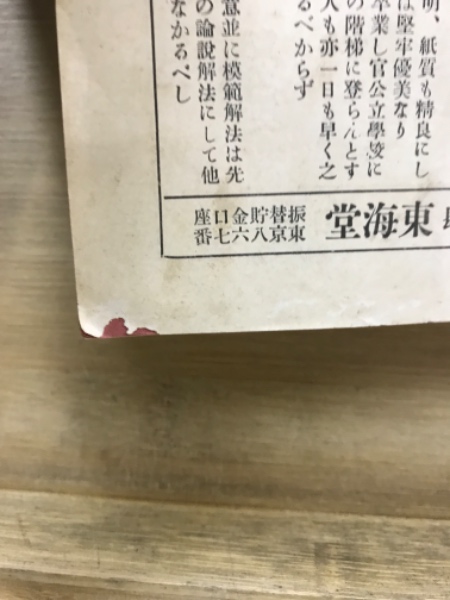 明、紙質も精良にし
は堅牢優美なり
卒業し官公立學校に
の階梯に登らんとす
人も亦一日も早く之
るべからず
意並に模範解法は先
の論說解法にして他
なかるべし
東海堂
振替貯金口座
東京八六七番